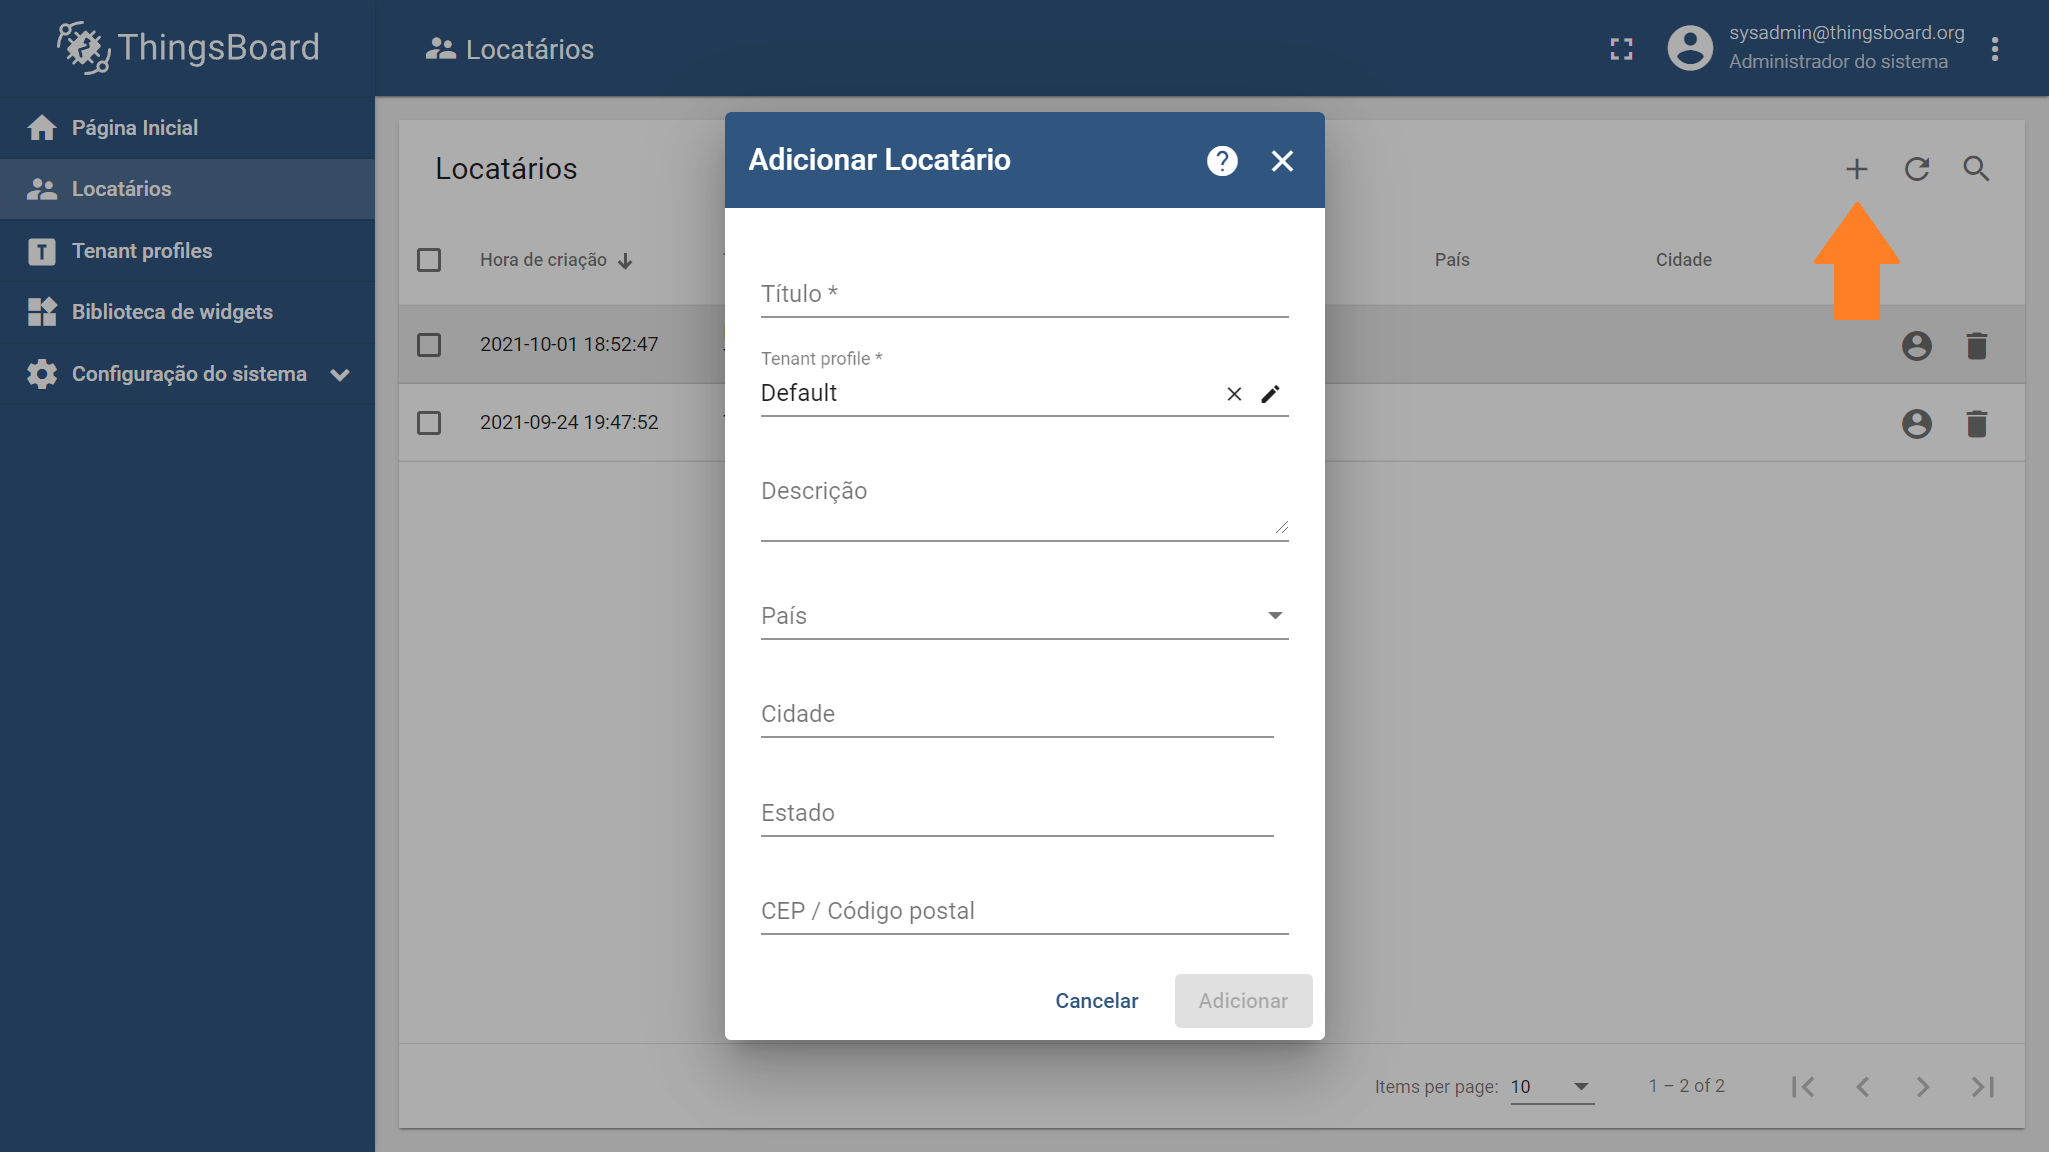 ThingsBoard
Locatários
sysadmin@thingsboard.org
Administrador do sistema
Página Inicial
Locatários
Tenant profiles
Biblioteca de widgets
Configuração do sistema
Locatários
Hora de criação
País
Cidade
2021-10-01 18:52:47
2021-09-24 19:47:52
Adicionar Locatário
Título *
Tenant profile *
Default
Descrição
País
Cidade
Estado
CEP / Código postal
Cancelar
Adicionar
Items per page: 10
1 – 2 of 2